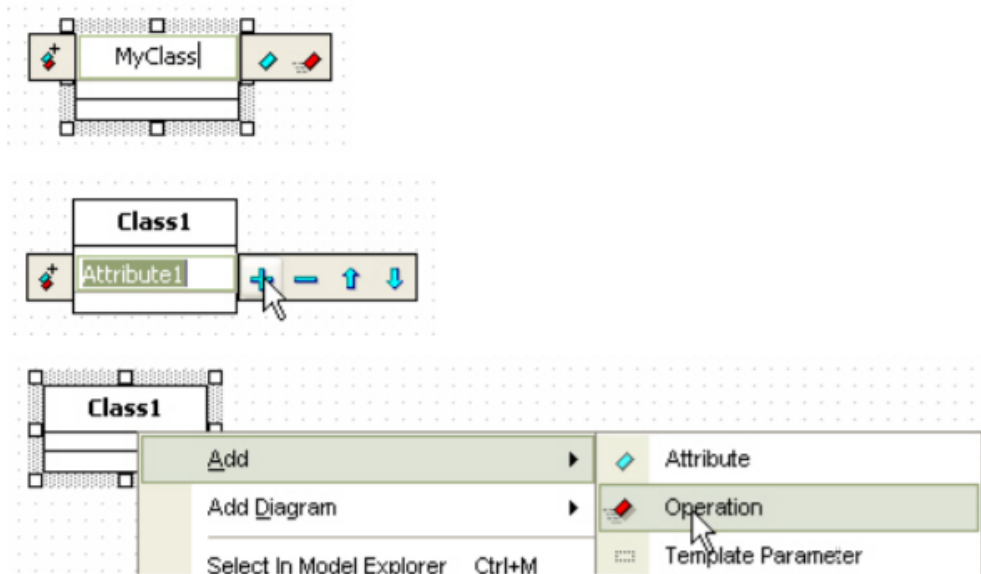 MyClass
Class1
Attribute1
Class1
Add
Attribute
Add Diagram
Operation
Select In Model Explorer Ctrl+M
Template Parameter